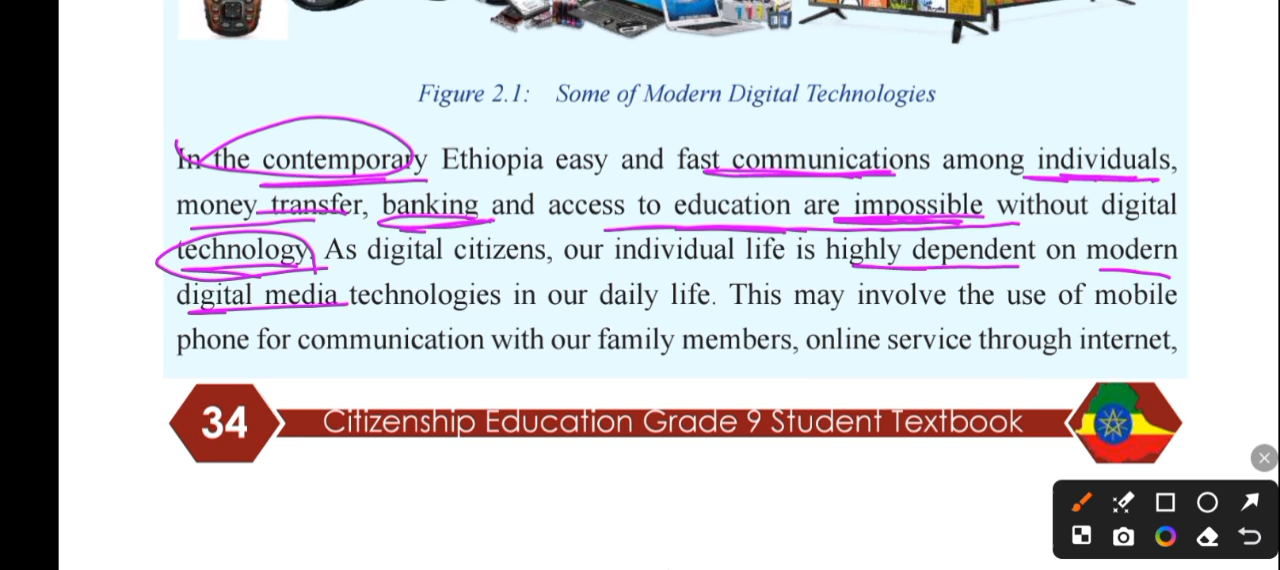 Figure 2.1: Some of Modern Digital Technologies
In the contemporary Ethiopia easy and fast communications among individuals,
money transfer, banking and access to education are impossible without digital
technology. As digital citizens, our individual life is highly dependent on modern
digital media technologies in our daily life. This may involve the use of mobile
phone for communication with our family members, online service through internet,
34 Citizenship Education Grade 9 Student Textbook